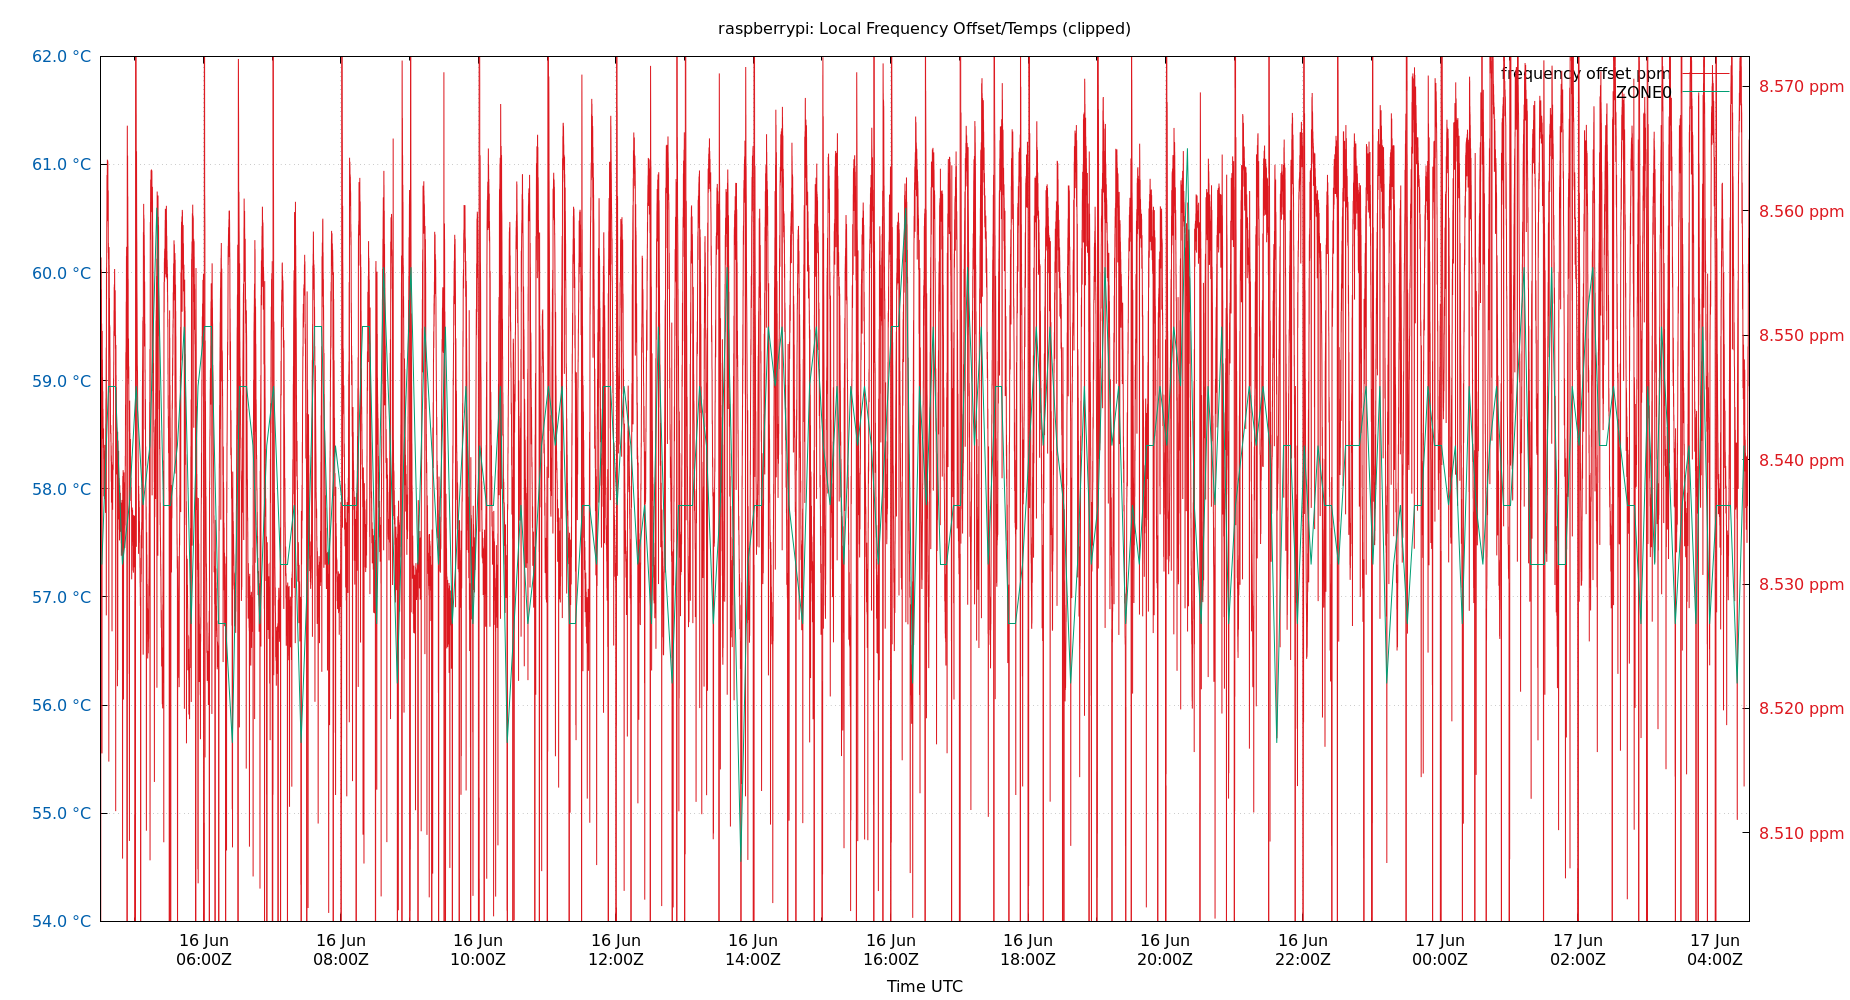 raspberrypi: Local Frequency Offset/Temps (clipped)
62.0 °C
61.0 °C
60.0 °C
59.0 °C
58.0 °C
57.0 °C
56.0 °C
55.0 °C
54.0 °C
frequency offset ppm
ZONE0
8.570 ppm
8.560 ppm
8.550 ppm
8.540 ppm
8.530 ppm
8.520 ppm
8.510 ppm
16 Jun 16 Jun 16 Jun 16 Jun 16 Jun 16 Jun 16 Jun 16 Jun 16 Jun 17 Jun 17 Jun 17 Jun
06:00Z 08:00Z 10:00Z 12:00Z 14:00Z 16:00Z 18:00Z 20:00Z 22:00Z 00:00Z 02:00Z 04:00Z
Time UTC